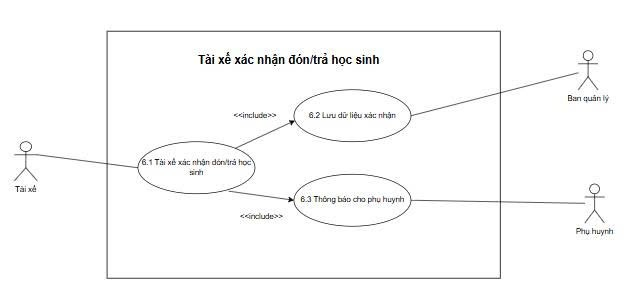 Tài xế xác nhận đón/trả học sinh
<<include>>
6.2 Lưu dữ liệu xác nhận
Ban quản lý
6.1 Tài xế xác nhận đón/trả học
sinh
Tài xế
6.3 Thông báo cho phụ huynh
<<include>>
Phụ huynh